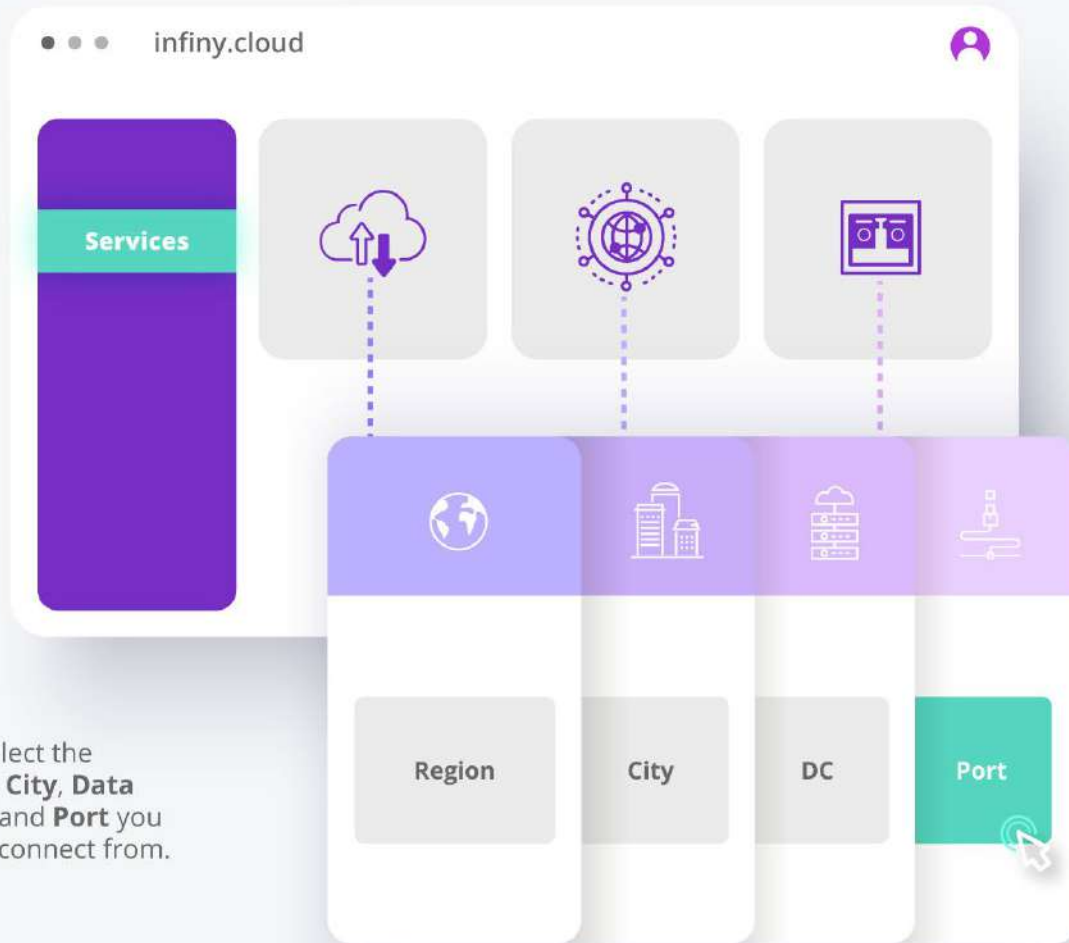 infiny.cloud
Services
Region
City
DC
Port
lect the
City, Data
and Port you
connect from.